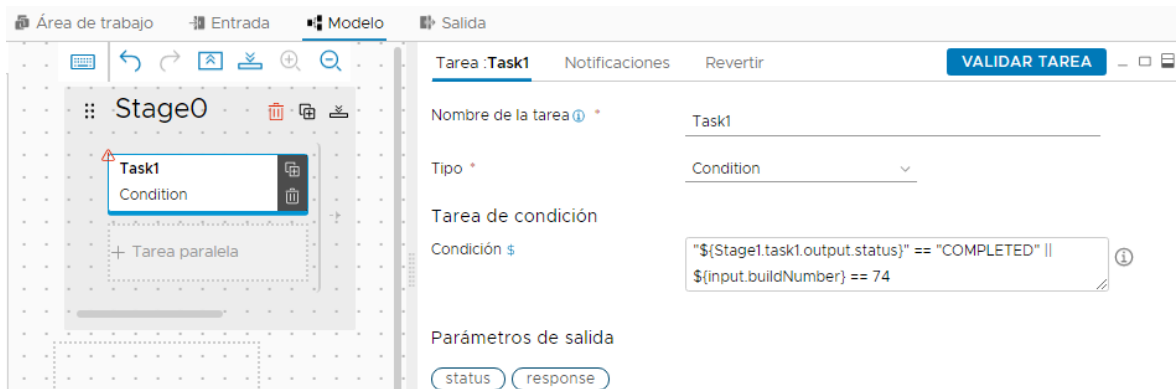 Área de trabajo
Entrada
Modelo
Salida
Stage0
Task1
Condition
+ Tarea paralela
Tarea :Task1
Notificaciones
Revertir
VALIDAR TAREA
Nombre de la tarea *
Task1
Tipo *
Condition
Tarea de condición
Condición $
"${Stage1.task1.output.status}" == "COMPLETED" ||
${input.buildNumber} == 74
Parámetros de salida
status
response